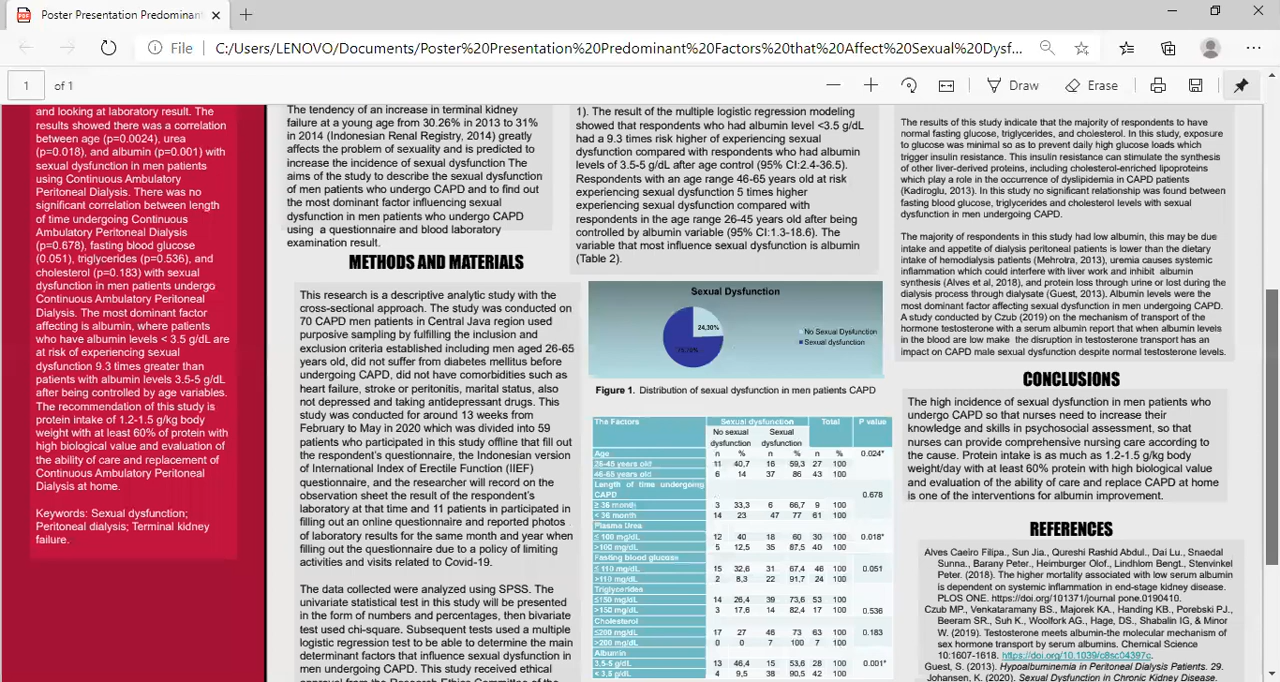 Poster Presentation Predominan
File
C:/Users/LENOVO/Documents/Poster%20Presentation%20Predominant%20Factors%20that%20Affect%20Sexual%20Dysf...
1 of 1
Draw
Erase
and looking at laboratory result. The
results showed there was a correlation
between age (p=0.0024), urea
(p=0.018), and albumin (p=0.001) with
sexual dysfunction in men patients
using Continuous Ambulatory
Peritoneal Dialysis. There was no
significant correlation between length
of time undergoing Continuous
Ambulatory Peritoneal Dialysis
(p=0.678), fasting blood glucose
(0.051), triglycerides (p=0.536), and
cholesterol (p=0.183) with sexual
dysfunction in men patients undergo
Continuous Ambulatory Peritoneal
Dialysis. The most dominant factor
affecting is albumin, where patients
who have albumin levels < 3.5 g/dL are
at risk of experiencing sexual
dysfunction 9.3 times greater than
patients with albumin levels 3.5-5 g/dL
after being controlled by age variables.
The recommendation of this study is
protein intake of 1.2-1.5 g/kg body
weight with at least 60% of protein with
high biological value and evaluation of
the ability of care and replacement of
Continuous Ambulatory Peritoneal
Dialysis at home.
Keywords: Sexual dysfunction;
Peritoneal dialysis; Terminal kidney
failure.
The tendency of an increase in terminal kidney
failure at a young age from 30.26% in 2013 to 31%
in 2014 (Indonesian Renal Registry, 2014) greatly
affects the problem of sexuality and is predicted to
increase the incidence of sexual dysfunction The
aims of the study to describe the sexual dysfunction
of men patients who undergo CAPD and to find out
the most dominant factor influencing sexual
dysfunction in men patients who undergo CAPD
using a questionnaire and blood laboratory
examination result.
METHODS AND MATERIALS
This research is a descriptive analytic study with the
cross-sectional approach. The study was conducted on
70 CAPD men patients in Central Java region used
purposive sampling by fulfilling the inclusion and
exclusion criteria established including men aged 26-65
years old, did not suffer from diabetes mellitus before
undergoing CAPD, did not have comorbidities such as
heart failure, stroke or peritonitis, marital status, also
not depressed and taking antidepressant drugs. This
study was conducted for around 13 weeks from
February to May in 2020 which was divided into 59
patients who participated in this study offline that fill out
the respondent's questionnaire, the Indonesian version
of International Index of Erectile Function (IIEF)
questionnaire, and the researcher will record on the
observation sheet the result of the respondent's
laboratory at that time and 11 patients in participated in
filling out an online questionnaire and reported photos
of laboratory results for the same month and year when
filling out the questionnaire due to a policy of limiting
activities and visits related to Covid-19.
The data collected were analyzed using SPSS. The
univariate statistical test in this study will be presented
in the form of numbers and percentages, then bivariate
test used chi-square. Subsequent tests used a multiple
logistic regression test to be able to determine the main
determinant factors that influence sexual dysfunction in
men undergoing CAPD. This study received ethical
approval from the Research Ethics Committee of the
1). The result of the multiple logistic regression modeling
showed that respondents who had albumin level <3.5 g/dL
had a 9.3 times risk higher of experiencing sexual
dysfunction compared with respondents who had albumin
levels of 3.5-5 g/dL after age control (95% CI:2.4-36.5).
Respondents with an age range 46-65 years old at risk
experiencing sexual dysfunction 5 times higher
experiencing sexual dysfunction compared with
respondents in the age range 26-45 years old after being
controlled by albumin variable (95% CI:1.3-18.6). The
variable that most influence sexual dysfunction is albumin
(Table 2).
Sexual Dysfunction
24,30%
No Sexual Dysfunction
Sexual dysfunction
Figure 1. Distribution of sexual dysfunction in men patients CAPD
The Factors Sexual dysfunction Total P value
No sexual dysfunction Sexual dysfunction
Age n % n % n % 0.024*
26-45 years old 11 40,7 16 59,3 27 100
46-65 years old 6 14 37 86 43 100
Length of time undergoing
CAPD 0.678
≥ 36 month 3 33,3 6 66,7 9 100
< 36 month 14 23 47 77 61 100
Plasma Urea
≤ 100 mg/dL 12 40 18 60 30 100 0.018*
>100 mg/dL 5 12,5 35 87,5 40 100
Fasting blood glucose
≤ 110 mg/dL 15 32,6 31 67,4 46 100 0.051
>110 mg/dL 2 8,3 22 91,7 24 100
Triglycerides
≤150 mg/dL 14 26,4 39 73,6 53 100
>150 mg/dL 3 17,6 14 82,4 17 100 0.536
Cholesterol
≤200 mg/dL 17 27 46 73 63 100 0.183
>200 mg/dL 0 0 7 100 7 100
Albumin
3,5-5 g/dL 13 46,4 15 53,6 28 100 0.001*
< 3,5 g/dL 4 9,5 38 90,5 42 100
The results of this study indicate that the majority of respondents to have
normal fasting glucose, triglycerides, and cholesterol. In this study, exposure
to glucose was minimal so as to prevent daily high glucose loads which
trigger insulin resistance. This insulin resistance can stimulate the synthesis
of other liver-derived proteins, including cholesterol-enriched lipoproteins
which play a role in the occurrence of dyslipidemia in CAPD patients
(Kadiroglu, 2013). In this study no significant relationship was found between
fasting blood glucose, triglycerides and cholesterol levels with sexual
dysfunction in men undergoing CAPD.
The majority of respondents in this study had low albumin, this may be due
intake and appetite of dialysis peritoneal patients is lower than the dietary
intake of hemodialysis patients (Mehrotra, 2013), uremia causes systemic
inflammation which could interfere with liver work and inhibit albumin
synthesis (Alves et al, 2018), and protein loss through urine or lost during the
dialysis process through dialysate (Guest, 2013). Albumin levels were the
most dominant factor affecting sexual dysfunction in men undergoing CAPD.
A study conducted by Czub (2019) on the mechanism of transport of the
hormone testosterone with a serum albumin report that when albumin levels
in the blood are low make the disruption in testosterone transport has an
impact on CAPD male sexual dysfunction despite normal testosterone levels.
CONCLUSIONS
The high incidence of sexual dysfunction in men patients who
undergo CAPD so that nurses need to increase their
knowledge and skills in psychosocial assessment, so that
nurses can provide comprehensive nursing care according to
the cause. Protein intake is as much as 1.2-1.5 g/kg body
weight/day with at least 60% protein with high biological value
and evaluation of the ability of care and replace CAPD at home
is one of the interventions for albumin improvement.
REFERENCES
Alves Caeiro Filipa., Sun Jia., Qureshi Rashid Abdul., Dai Lu., Snaedal
Sunna., Barany Peter., Heimburger Olof., Lindhlom Bengt., Stenvinkel
Peter. (2018). The higher mortality associated with low serum albumin
is dependent on systemic inflammation in end-stage kidney disease.
PLOS ONE. https://doi.org/101371/journal pone.0190410.
Czub MP., Venkataramany BS., Majorek KA., Handing KB., Porebski PJ.,
Beeram SR., Suh K., Woolfork AG., Hage, DS., Shabalin IG, & Minor
W. (2019). Testosterone meets albumin-the molecular mechanism of
sex hormone transport by serum albumins. Chemical Science
10:1607-1618. https://doi.org/10.1039/c8sc04397c.
Guest, S. (2013). Hypoalbuminemia in Peritoneal Dialysis Patients. 29.
Johansen, K. (2020). Sexual Dysfunction in Chronic Kidney Disease.